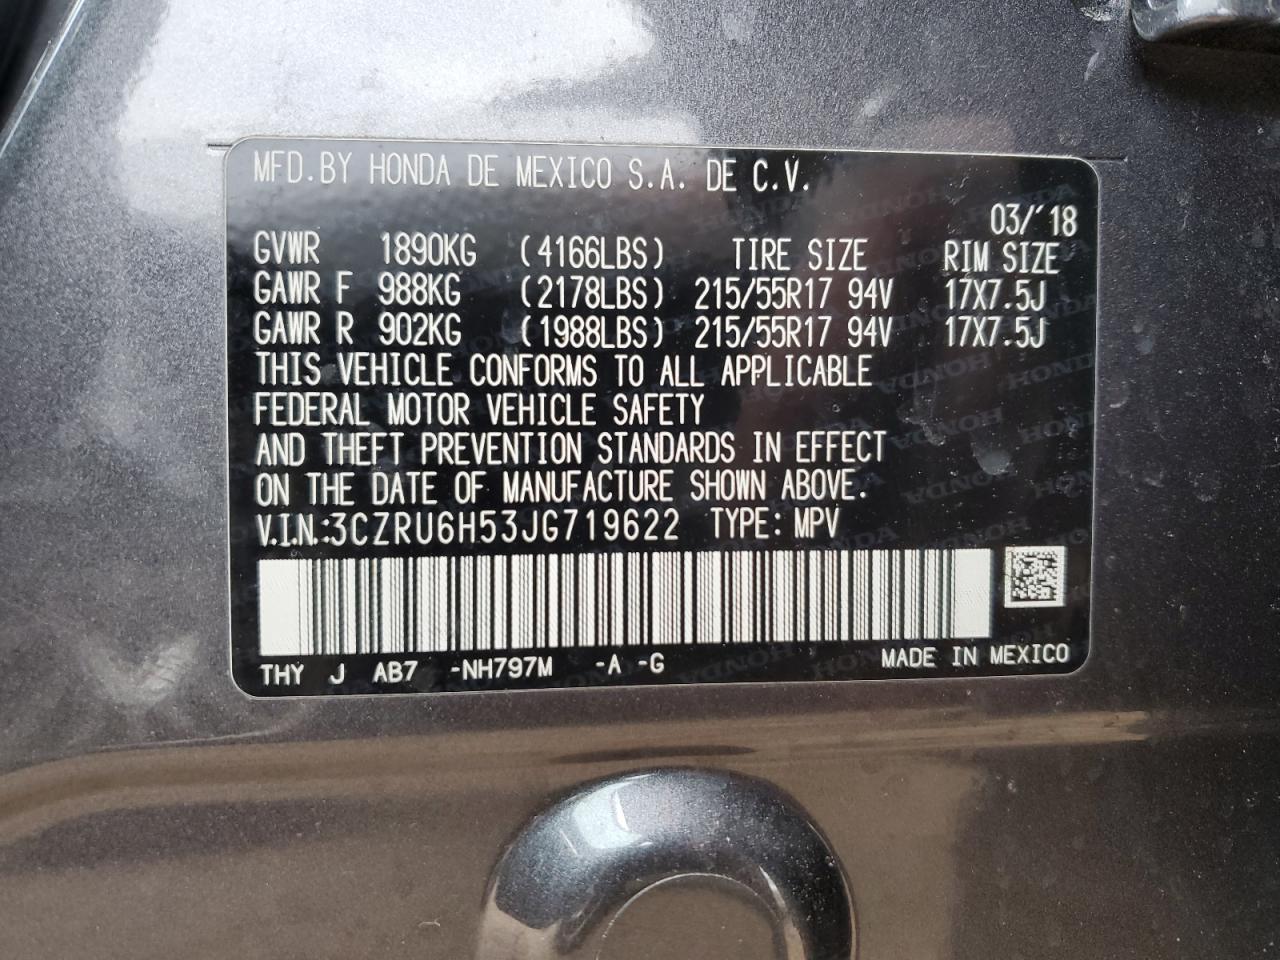 MFD.BY HONDA DE MEXICO S.A. DE C.V.
03/'18
GVWR 1890KG (4166LBS) TIRE SIZE RIM SIZE
GAWR F 988KG (2178LBS) 215/55R17 94V 17X7.5J
GAWR R 902KG (1988LBS) 215/55R17 94V 17X7.5J
THIS VEHICLE CONFORMS TO ALL APPLICABLE
FEDERAL MOTOR VEHICLE SAFETY
AND THEFT PREVENTION STANDARDS IN EFFECT
ON THE DATE OF MANUFACTURE SHOWN ABOVE.
V.I.N.:3CZRU6H53JG719622 TYPE: MPV
THY J AB7 -NH797M -A -G MADE IN MEXICO